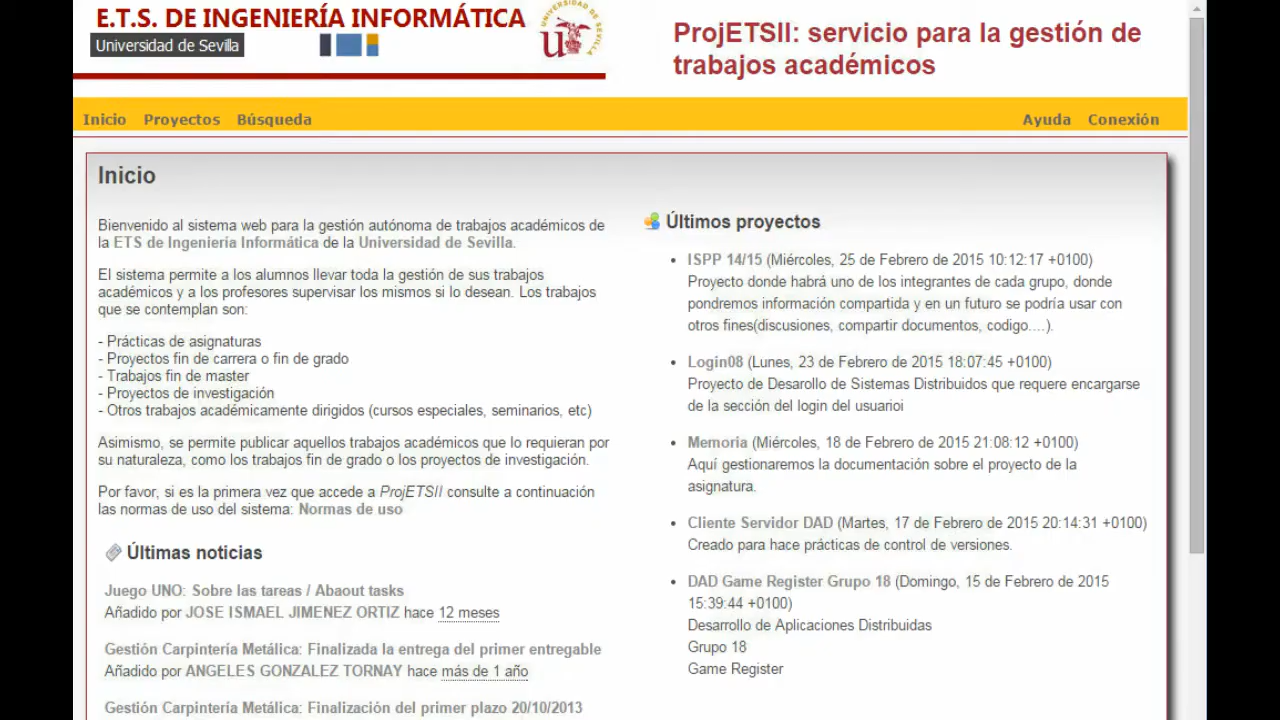 E.T.S. DE INGENIERÍA INFORMÁTICA
Universidad de Sevilla
UNIVERSIDAD DE SEVILLA
ProjETSII: servicio para la gestión de
trabajos académicos
Inicio Proyectos Búsqueda Ayuda Conexión
Inicio
Bienvenido al sistema web para la gestión autónoma de trabajos académicos de
la ETS de Ingeniería Informática de la Universidad de Sevilla.
El sistema permite a los alumnos llevar toda la gestión de sus trabajos
académicos y a los profesores supervisar los mismos si lo desean. Los trabajos
que se contemplan son:
- Prácticas de asignaturas
- Proyectos fin de carrera o fin de grado
- Trabajos fin de master
- Proyectos de investigación
- Otros trabajos académicamente dirigidos (cursos especiales, seminarios, etc)
Asimismo, se permite publicar aquellos trabajos académicos que lo requieran por
su naturaleza, como los trabajos fin de grado o los proyectos de investigación.
Por favor, si es la primera vez que accede a ProjETSII consulte a continuación
las normas de uso del sistema: Normas de uso
Últimas noticias
Juego UNO: Sobre las tareas / Abaout tasks
Añadido por JOSE ISMAEL JIMENEZ ORTIZ hace 12 meses
Gestión Carpintería Metálica: Finalizada la entrega del primer entregable
Añadido por ANGELES GONZALEZ TORNAY hace más de 1 año
Gestión Carpintería Metálica: Finalización del primer plazo 20/10/2013
Últimos proyectos
• ISPP 14/15 (Miércoles, 25 de Febrero de 2015 10:12:17 +0100)
Proyecto donde habrá uno de los integrantes de cada grupo, donde
pondremos información compartida y en un futuro se podría usar con
otros fines(discusiones, compartir documentos, codigo....).
• Login08 (Lunes, 23 de Febrero de 2015 18:07:45 +0100)
Proyecto de Desarollo de Sistemas Distribuidos que requere encargarse
de la sección del login del usuarioi
• Memoria (Miércoles, 18 de Febrero de 2015 21:08:12 +0100)
Aquí gestionaremos la documentación sobre el proyecto de la
asignatura.
• Cliente Servidor DAD (Martes, 17 de Febrero de 2015 20:14:31 +0100)
Creado para hace prácticas de control de versiones.
• DAD Game Register Grupo 18 (Domingo, 15 de Febrero de 2015
15:39:44 +0100)
Desarrollo de Aplicaciones Distribuidas
Grupo 18
Game Register